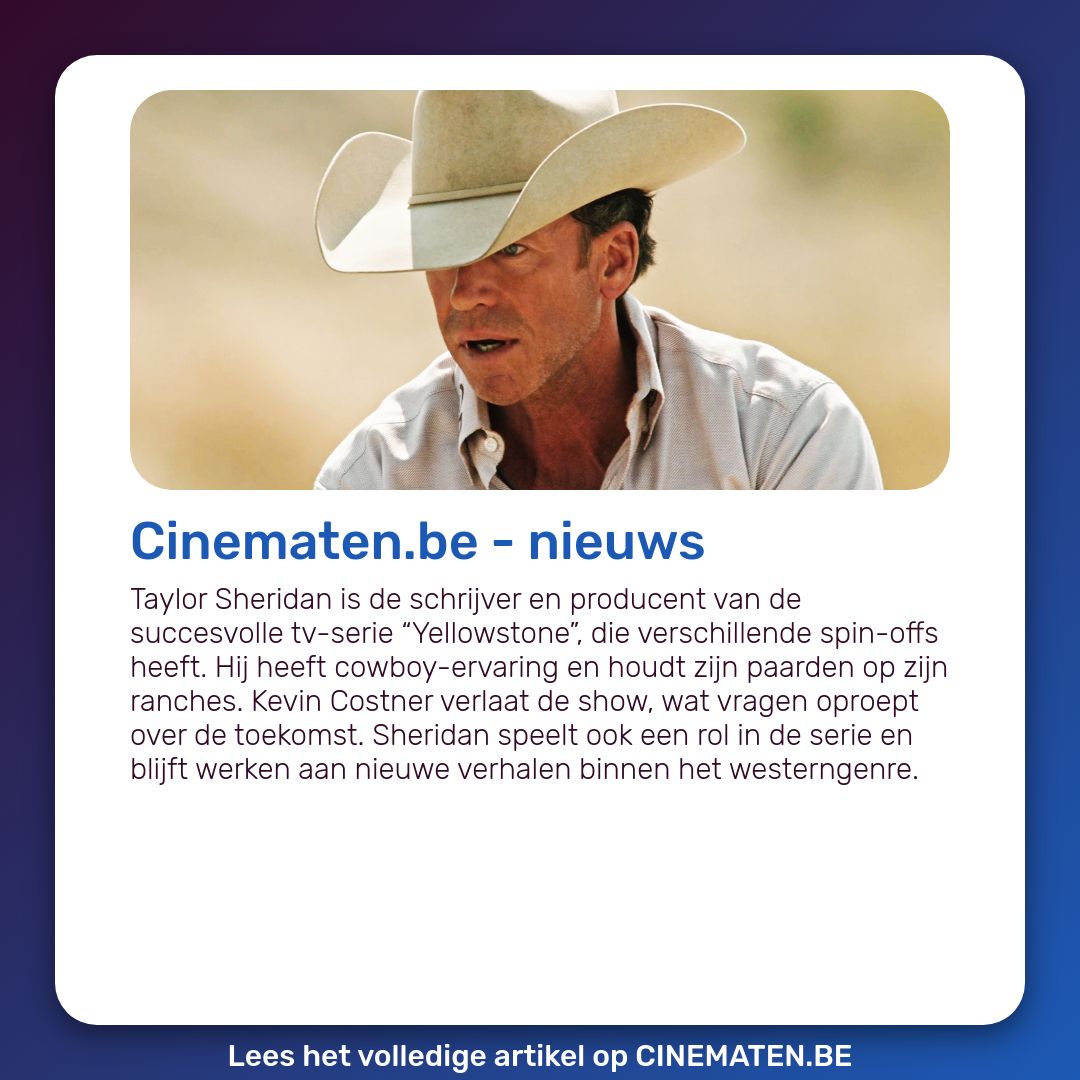 Cinematen.be - nieuws
Taylor Sheridan is de schrijver en producent van de
succesvolle tv-serie “Yellowstone”, die verschillende spin-offs
heeft. Hij heeft cowboy-ervaring en houdt zijn paarden op zijn
ranches. Kevin Costner verlaat de show, wat vragen oproept
over de toekomst. Sheridan speelt ook een rol in de serie en
blijft werken aan nieuwe verhalen binnen het westerngenre.
Lees het volledige artikel op CINEMATEN.BE